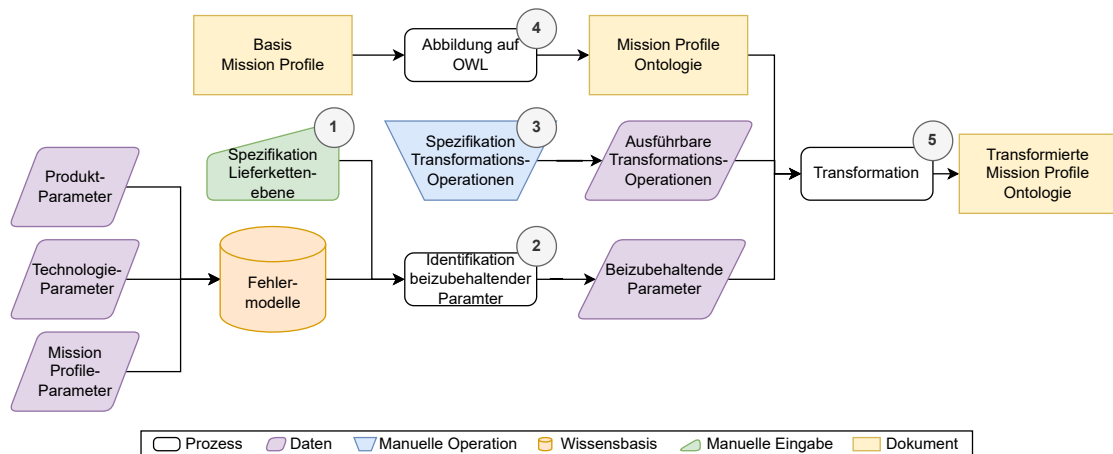 Basis
Mission Profile
Abbildung auf
OWL
4
Mission Profile
Ontologie
1
Spezifikation
Lieferketten-
ebene
3
Spezifikation
Transformations-
Operationen
Ausführbare
Transformations-
Operationen
5
Transformation
Transformierte
Mission Profile
Ontologie
Produkt-
Parameter
Technologie-
Parameter
Mission
Profile-
Parameter
Fehler-
modelle
2
Identifikation
beizubehaltender
Paramter
Beizubehaltende
Parameter
Prozess
Daten
Manuelle Operation
Wissensbasis
Manuelle Eingabe
Dokument